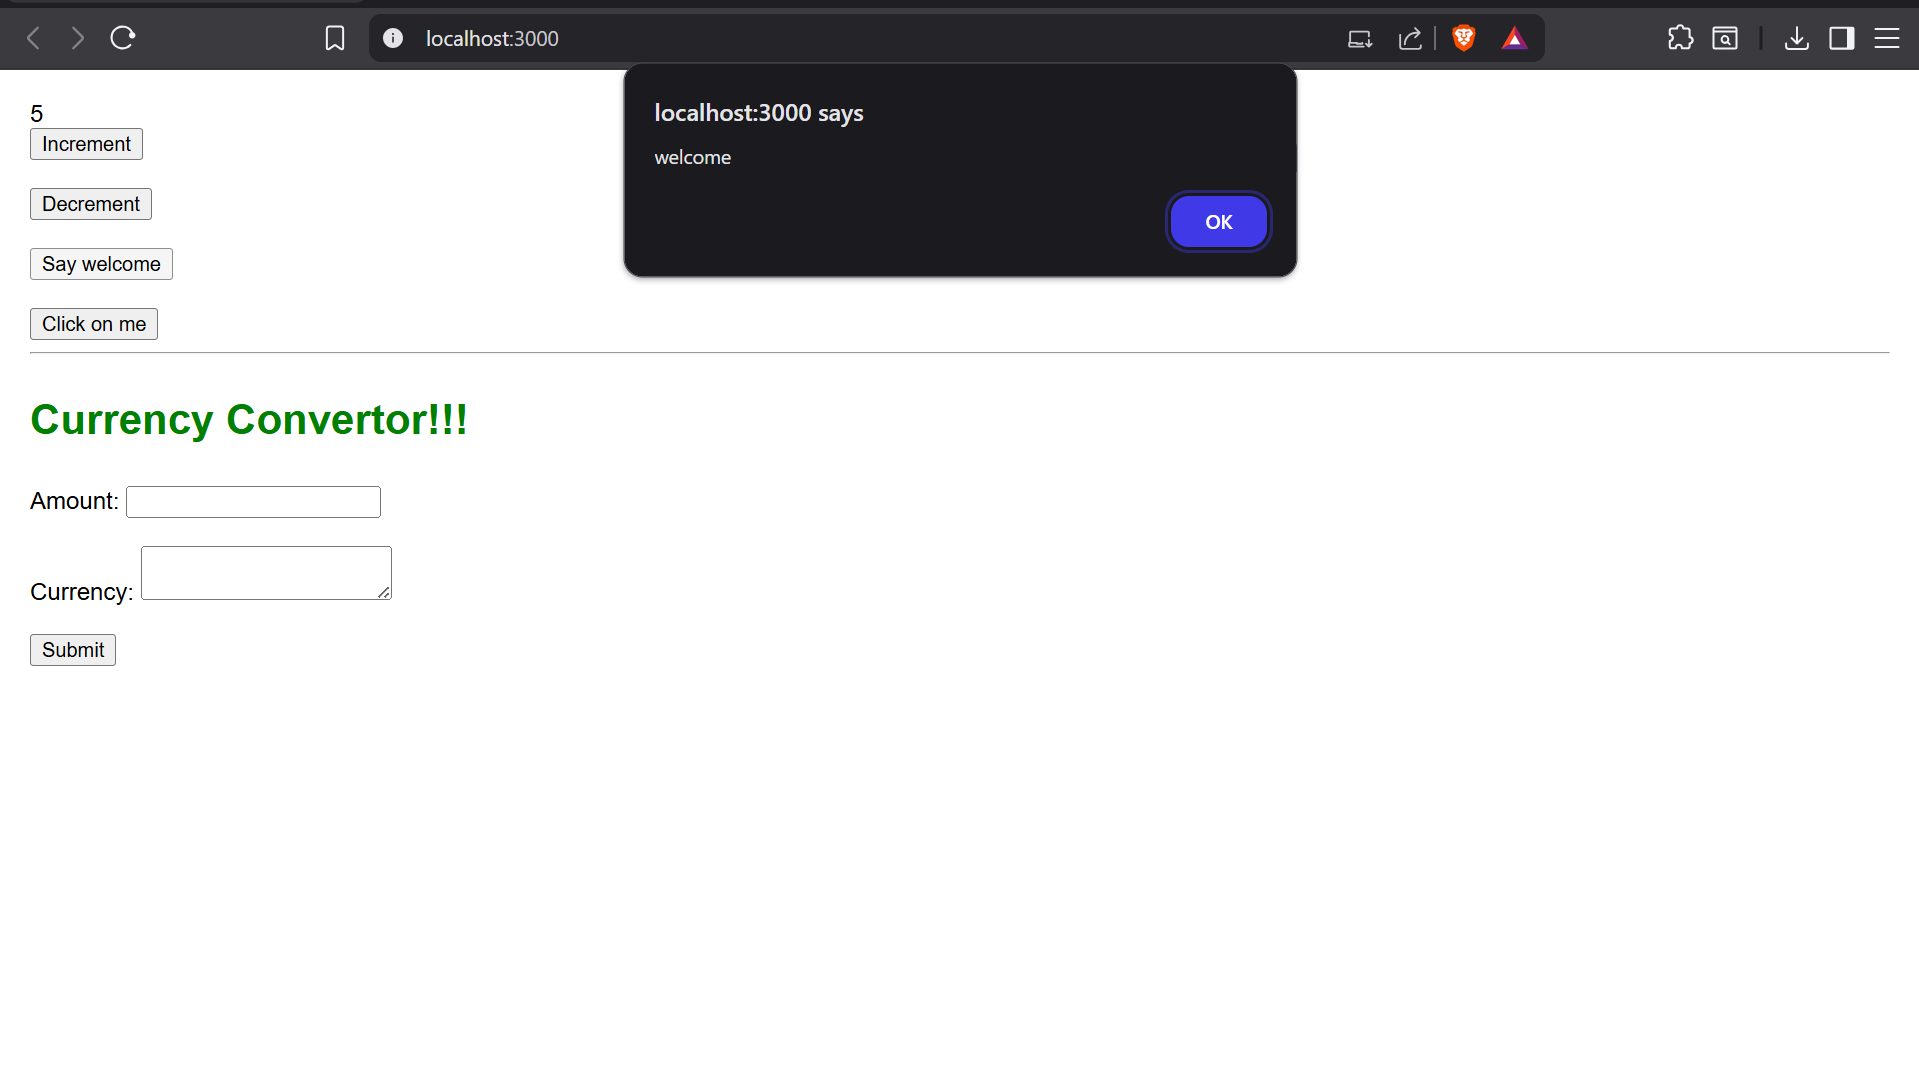 localhost:3000
localhost:3000 says
welcome
OK
5
Increment
Decrement
Say welcome
Click on me
Currency Convertor!!!
Amount:
Currency:
Submit